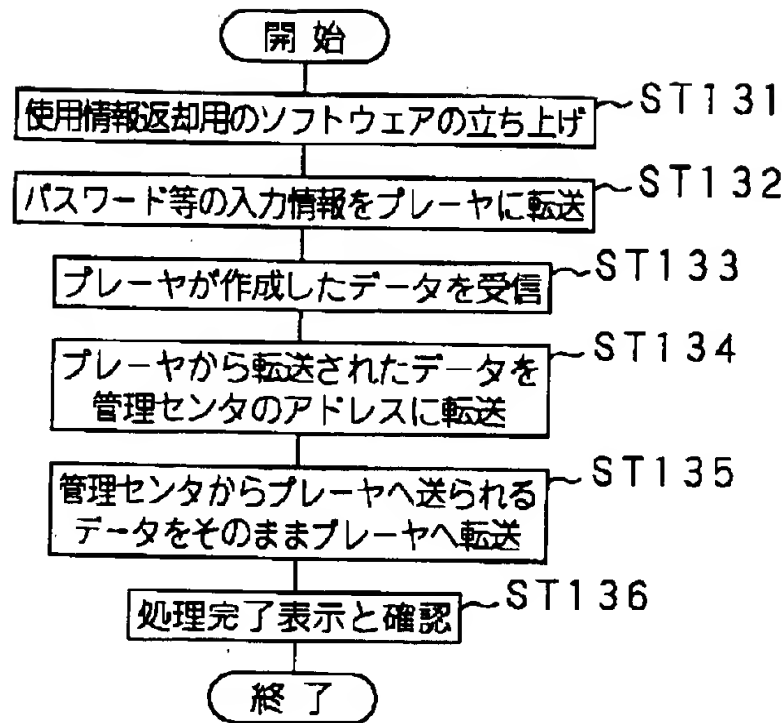 開始
使用情報返却用のソフトウェアの立ち上げ
ST131
パスワード等の入力情報をプレーヤに転送
ST132
プレーヤが作成したデータを受信
ST133
プレーヤから転送されたデータを
管理センタのアドレスに転送
ST134
管理センタからプレーヤへ送られる
データをそのままプレーヤへ転送
ST135
処理完了表示と確認
ST136
終了